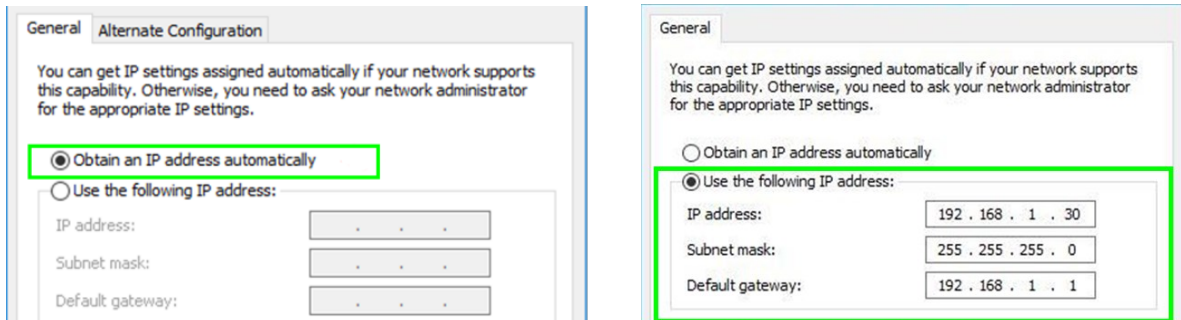 General
Alternate Configuration
You can get IP settings assigned automatically if your network supports
this capability. Otherwise, you need to ask your network administrator
for the appropriate IP settings.
Obtain an IP address automatically
Use the following IP address:
IP address:
. . .
Subnet mask:
. . .
Default gateway:
. . .
General
You can get IP settings assigned automatically if your network supports
this capability. Otherwise, you need to ask your network administrator
for the appropriate IP settings.
Obtain an IP address automatically
Use the following IP address:
IP address:
192 . 168 . 1 . 30
Subnet mask:
255 . 255 . 255 . 0
Default gateway:
192 . 168 . 1 . 1